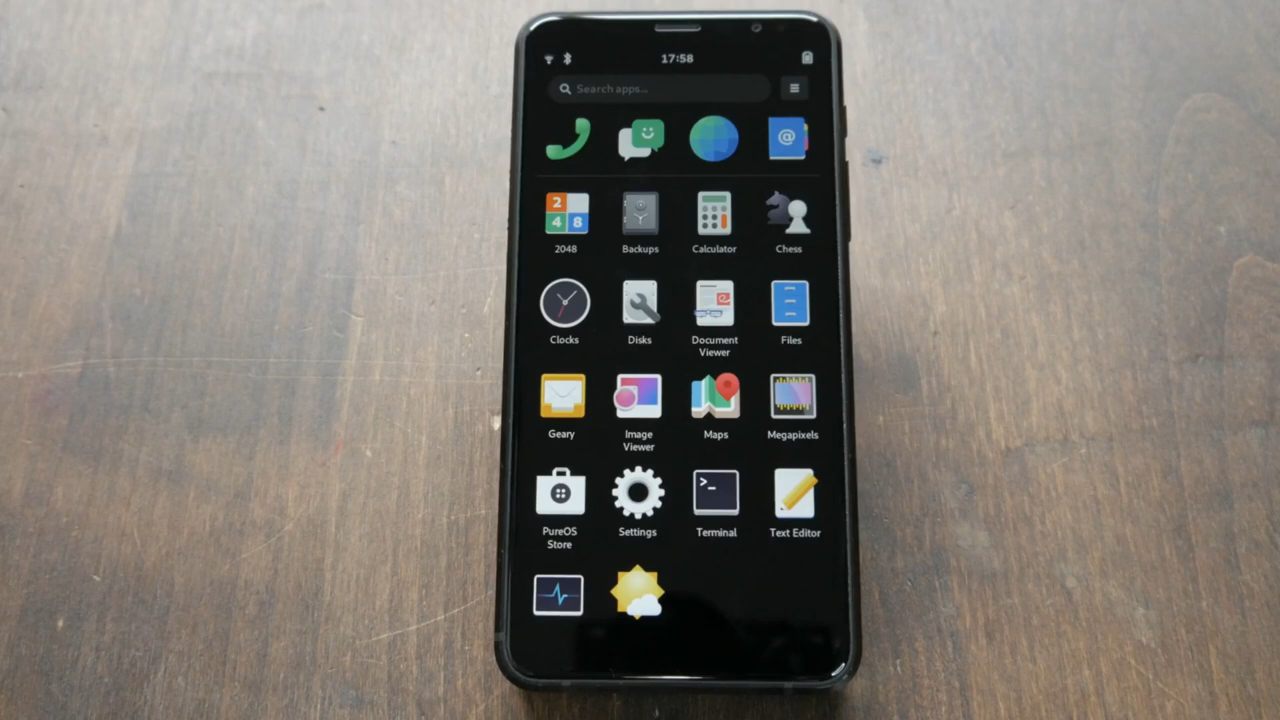 17:58
Search apps...
@
2
4 8
2048 Backups Calculator Chess
Clocks Disks Document Viewer Files
Geary Image Viewer Maps Megapixels
>_
PureOS Store Settings Terminal Text Editor